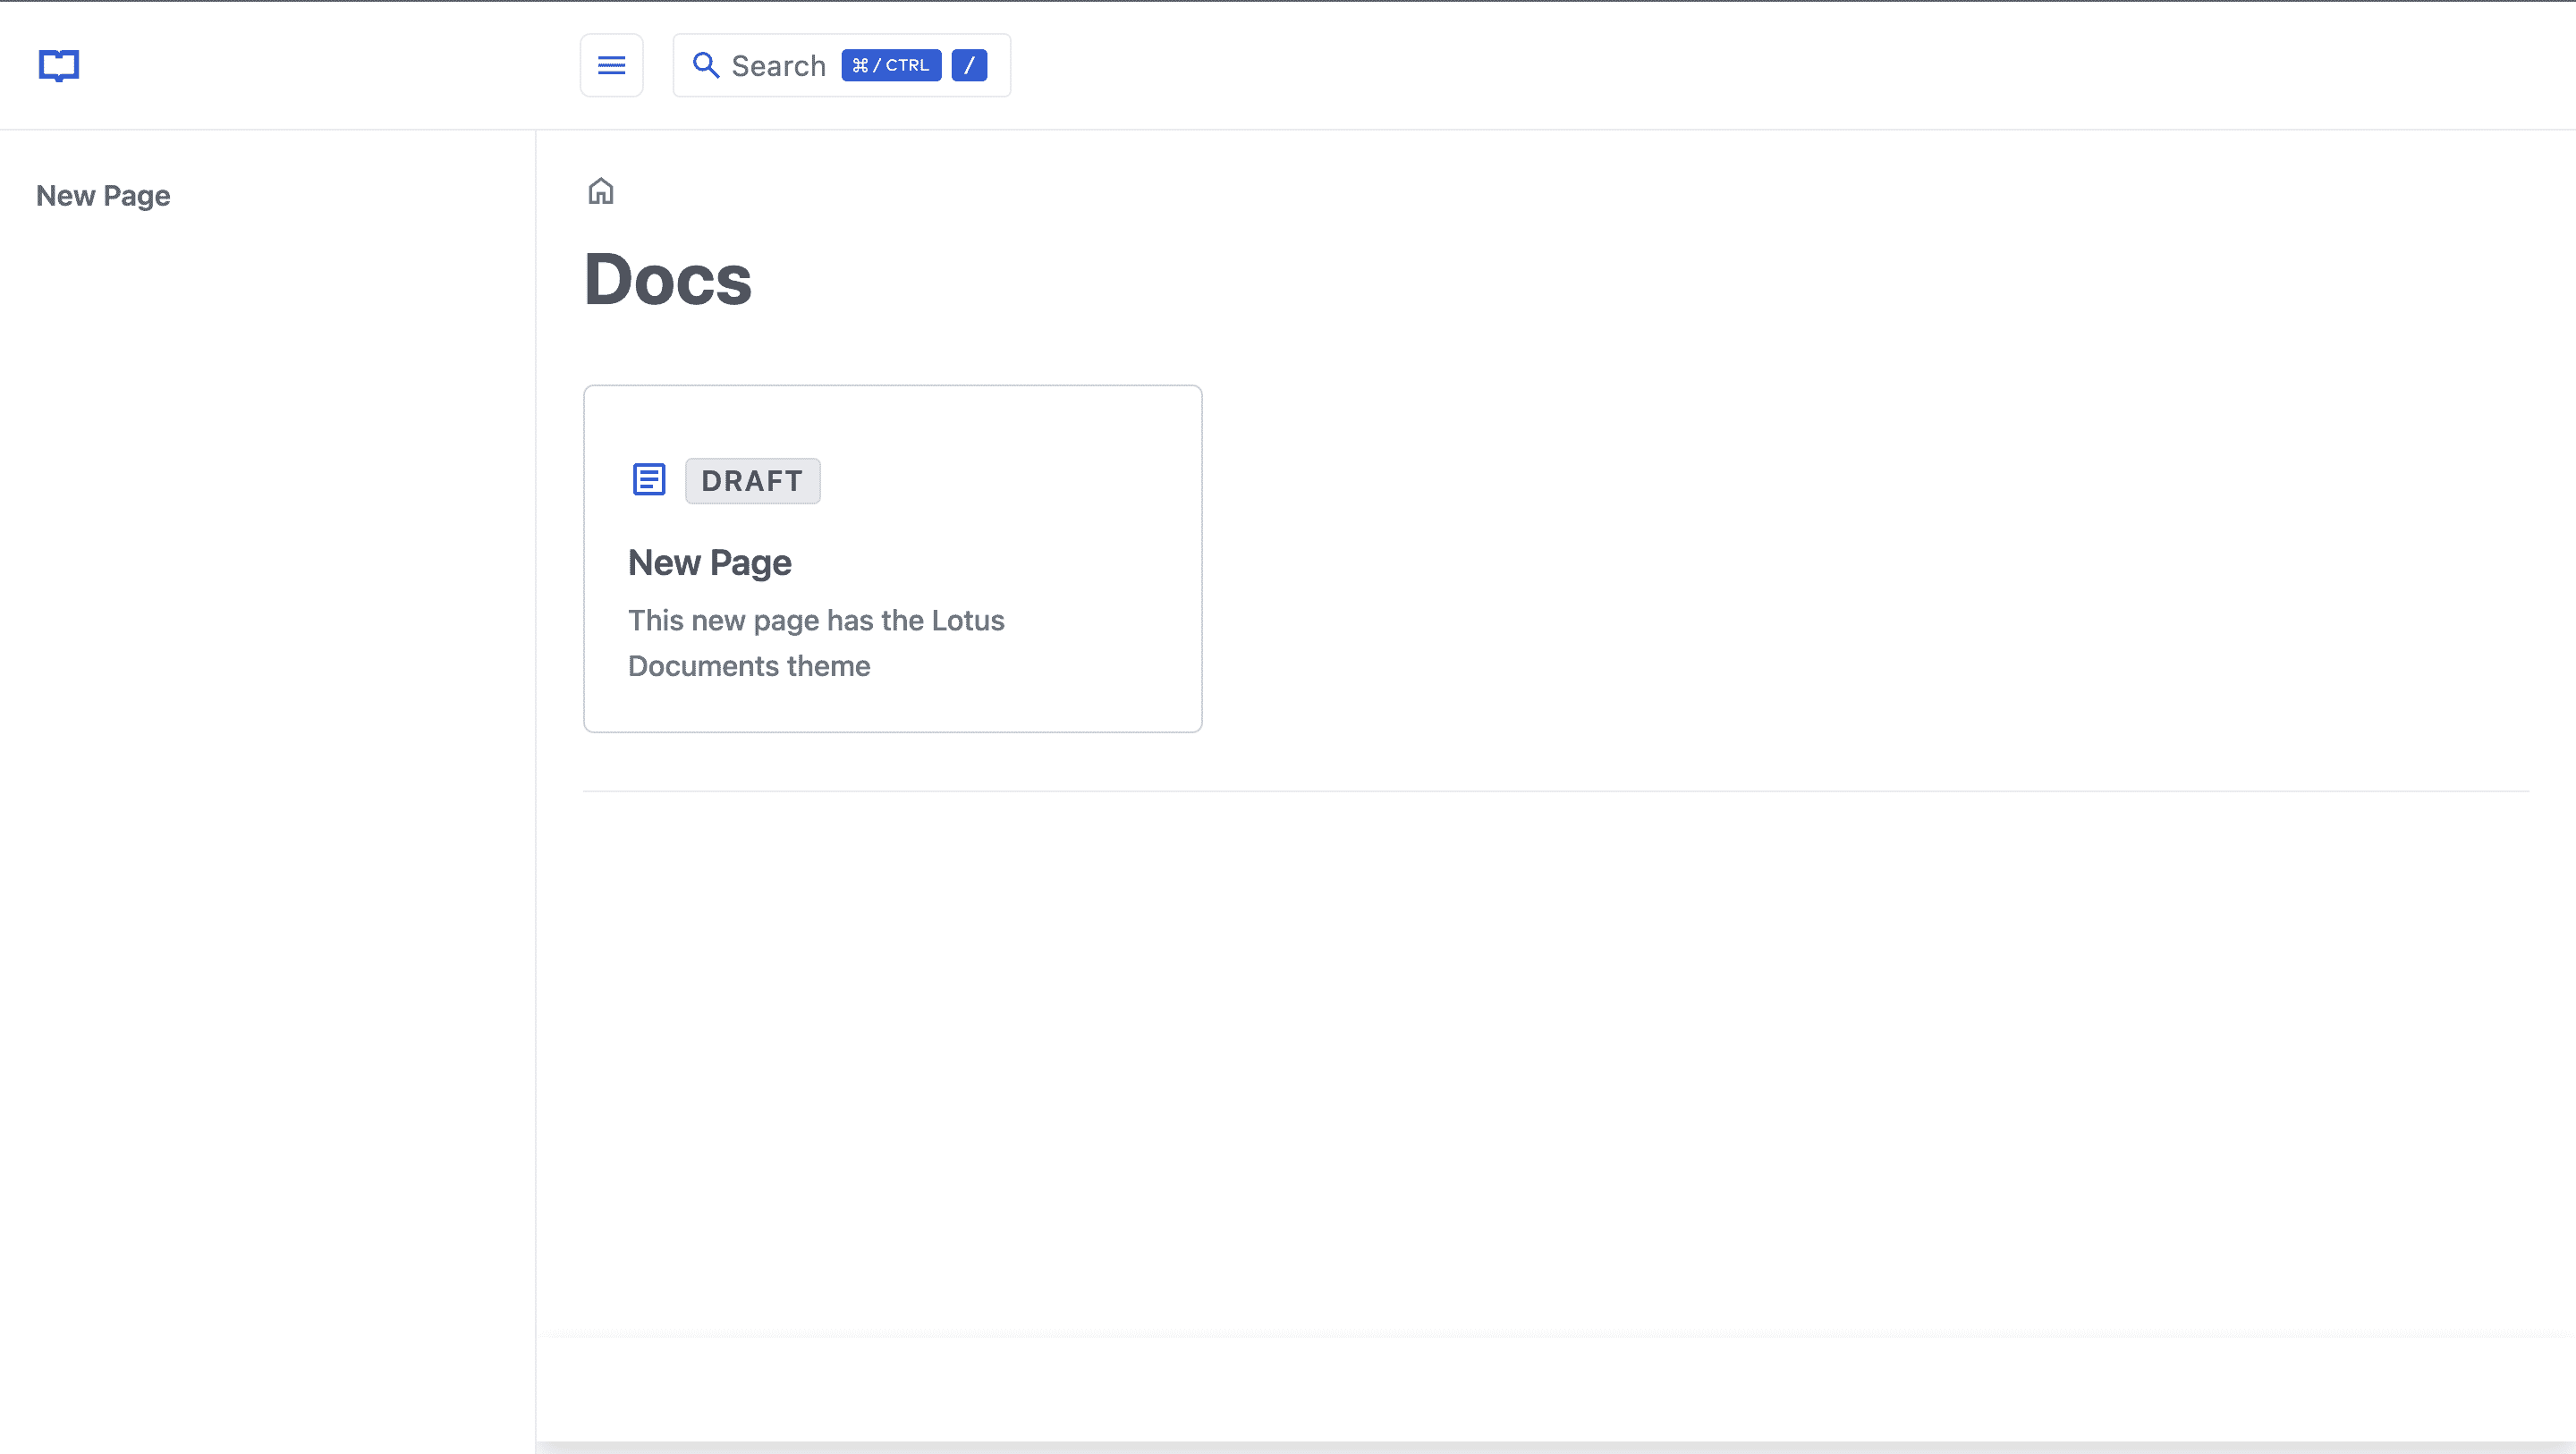 Search ⌘ / CTRL /
New Page
Docs
DRAFT
New Page
This new page has the Lotus
Documents theme